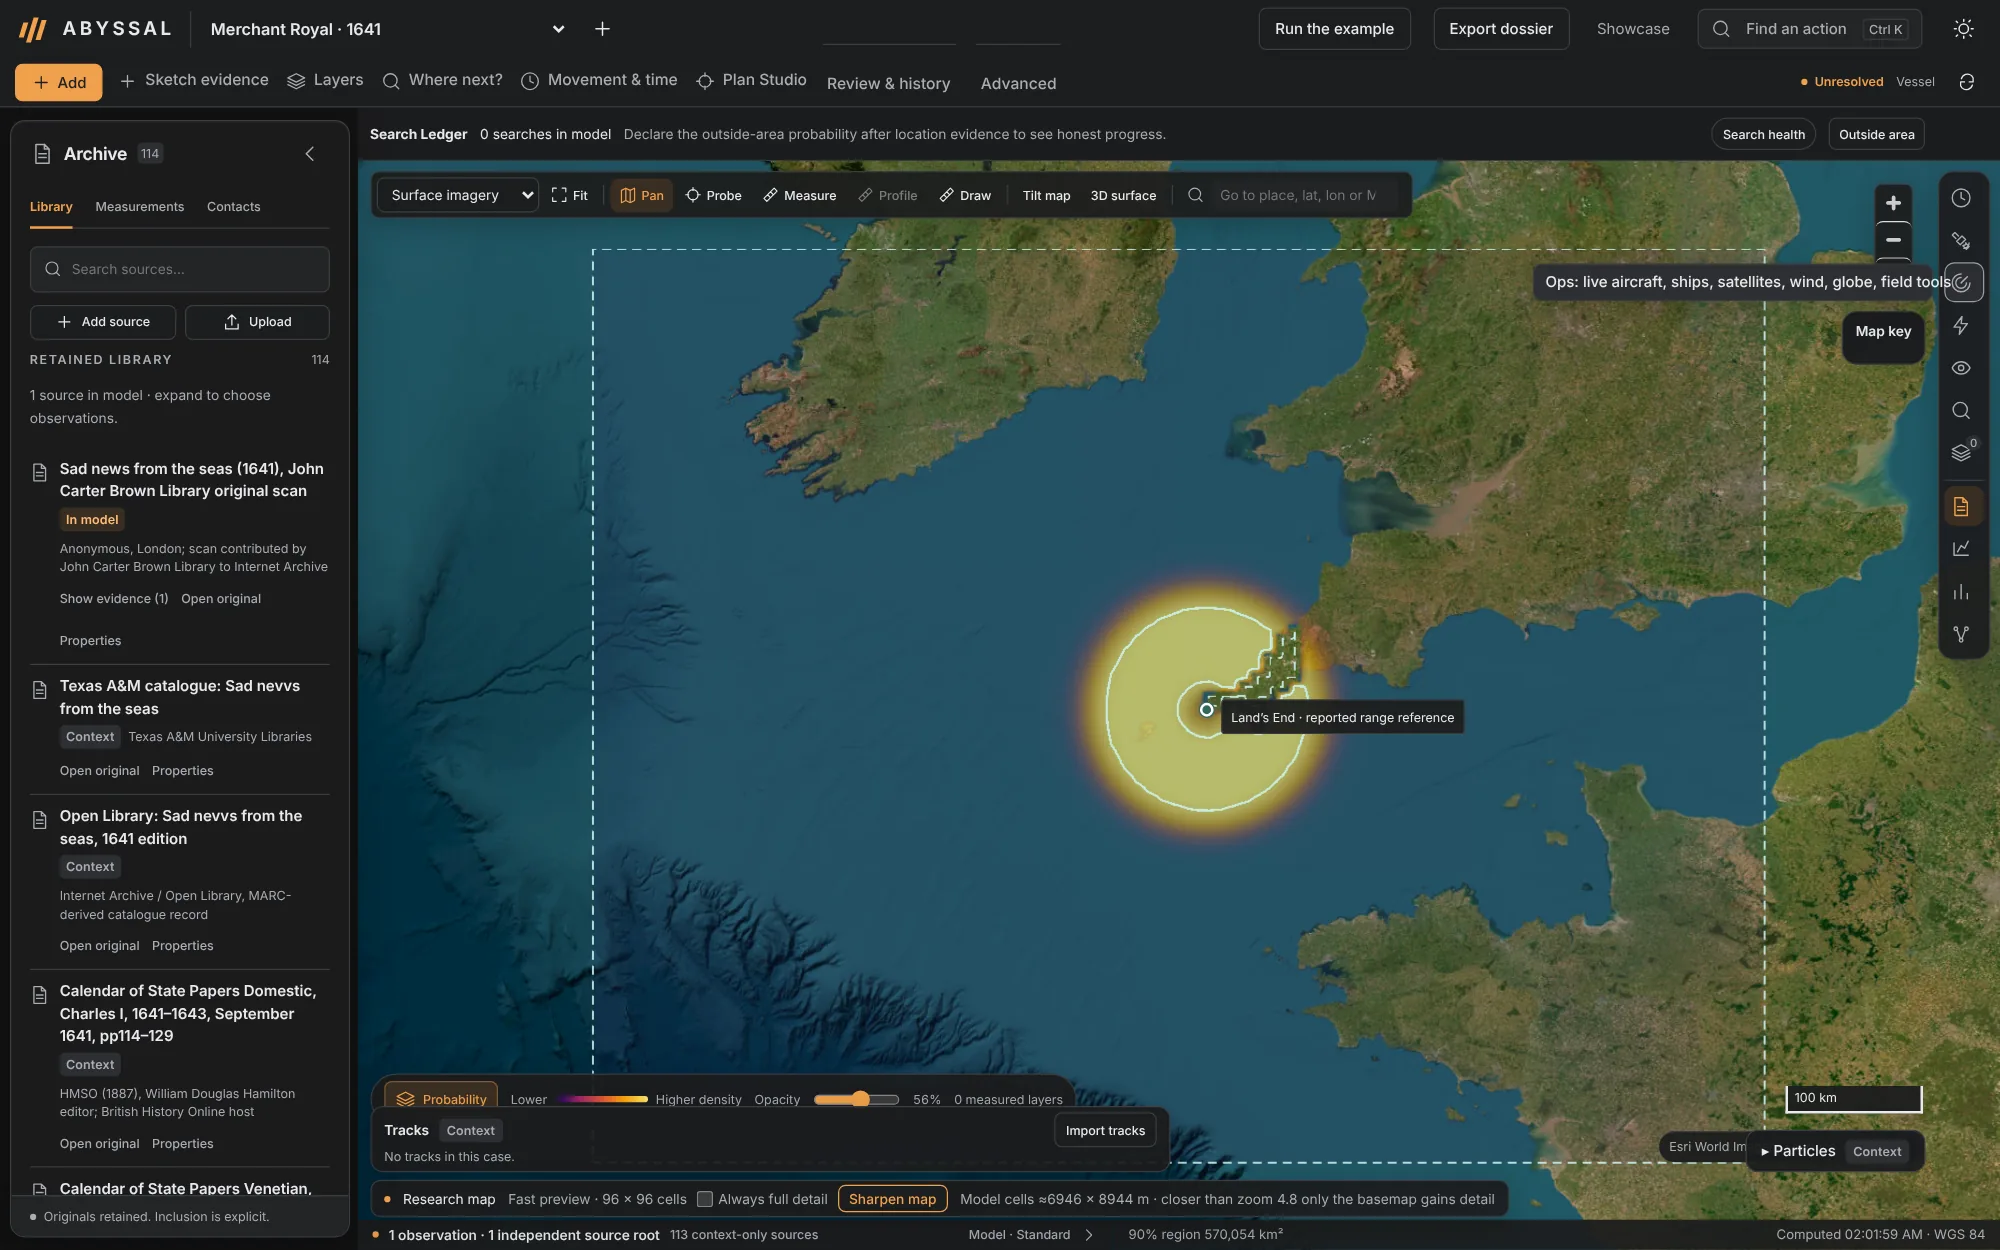 ABYSSAL
Merchant Royal · 1641
Run the example
Export dossier
Showcase
Find an action
Ctrl K
Add
Sketch evidence
Layers
Where next?
Movement & time
Plan Studio
Review & history
Advanced
Unresolved
Vessel
Archive
114
Library
Measurements
Contacts
Search sources...
Add source
Upload
RETAINED LIBRARY
114
1 source in model · expand to choose
observations.
Sad news from the seas (1641), John
Carter Brown Library original scan
In model
Anonymous, London; scan contributed by
John Carter Brown Library to Internet Archive
Show evidence (1)
Open original
Properties
Texas A&M catalogue: Sad nevvs
from the seas
Context
Texas A&M University Libraries
Open original
Properties
Open Library: Sad nevvs from the
seas, 1641 edition
Context
Internet Archive / Open Library, MARC-
derived catalogue record
Open original
Properties
Calendar of State Papers Domestic,
Charles I, 1641–1643, September
1641, pp114–129
Context
HMSO (1887), William Douglas Hamilton
editor; British History Online host
Open original
Properties
Calendar of State Papers Venetian,
Originals retained. Inclusion is explicit.
Search Ledger
0 searches in model
Declare the outside-area probability after location evidence to see honest progress.
Search health
Outside area
Surface imagery
Fit
Pan
Probe
Measure
Profile
Draw
Tilt map
3D surface
Go to place, lat, lon or M
Ops: live aircraft, ships, satellites, wind, globe, field tools
Map key
0
Land's End · reported range reference
Probability
Lower
Higher density
Opacity
56%
0 measured layers
Tracks
Context
Import tracks
No tracks in this case.
100 km
Esri World Im
▸ Particles
Context
Research map
Fast preview · 96 × 96 cells
Always full detail
Sharpen map
Model cells ≈6946 × 8944 m · closer than zoom 4.8 only the basemap gains detail
1 observation · 1 independent source root
113 context-only sources
Model · Standard
90% region 570,054 km²
Computed 02:01:59 AM · WGS 84